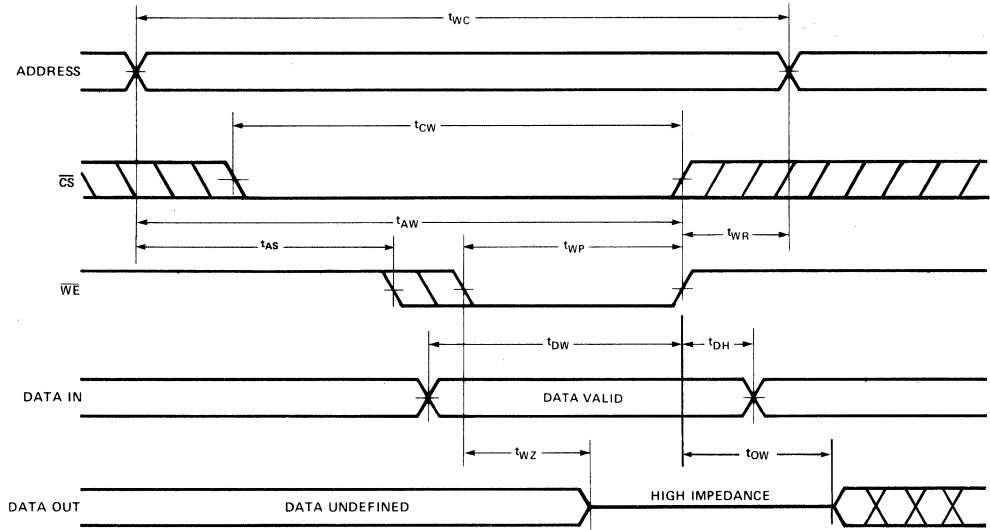 tWC
ADDRESS
tCW
CS
tAW
tAS
tWP
tWR
WE
tDW
tDH
DATA IN
DATA VALID
tWZ
tOW
DATA OUT
DATA UNDEFINED
HIGH IMPEDANCE